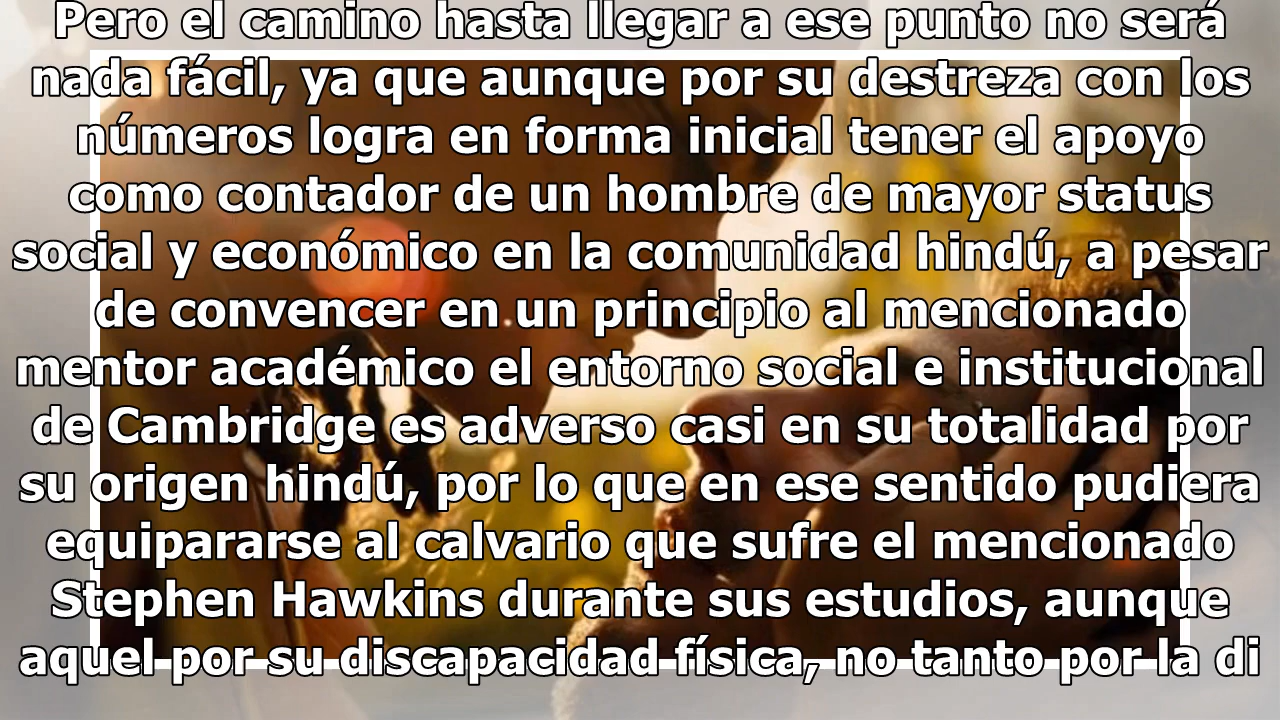 Pero el camino hasta llegar a ese punto no será
nada fácil, ya que aunque por su destreza con los
números logra en forma inicial tener el apoyo
como contador de un hombre de mayor status
social y económico en la comunidad hindú, a pesar
de convencer en un principio al mencionado
mentor académico el entorno social e institucional
de Cambridge es adverso casi en su totalidad por
su origen hindú, por lo que en ese sentido pudiera
equipararse al calvario que sufre el mencionado
Stephen Hawkins durante sus estudios, aunque
aquel por su discapacidad física, no tanto por la di